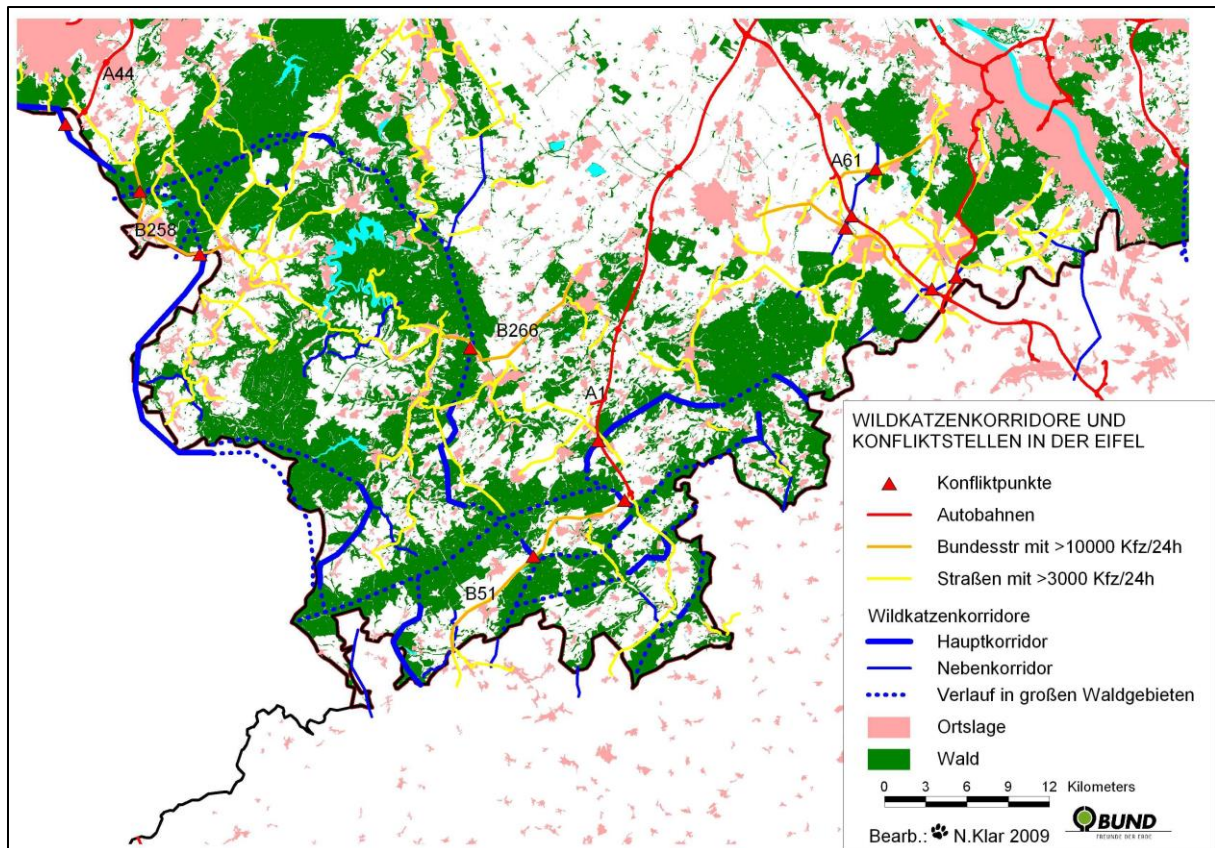 A44
A61
B258
B266
A1
B51
WILDKATZENKORRIDORE UND
KONFLIKTSTELLEN IN DER EIFEL
Konfliktpunkte
Autobahnen
Bundesstr mit >10000 Kfz/24h
Straßen mit >3000 Kfz/24h
Wildkatzenkorridore
Hauptkorridor
Nebenkorridor
Verlauf in großen Waldgebieten
Ortslage
Wald
0 3 6 9 12 Kilometers
Bearb.: N.Klar 2009
BUND
FREUNDE DER ERDE